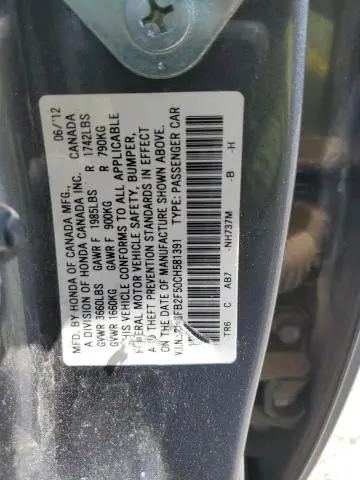 MFD. BY HONDA OF CANADA MFG., 06/'12
A DIVISION OF HONDA CANADA INC. CANADA
GVWR 3660LBS GAWR F 1985LBS R 1742LBS
GVWR 1660KG GAWR F 900KG R 790KG
THIS VEHICLE CONFORMS TO ALL APPLICABLE
FEDERAL MOTOR VEHICLE SAFETY, BUMPER,
AND THEFT PREVENTION STANDARDS IN EFFECT
ON THE DATE OF MANUFACTURE SHOWN ABOVE.
V.I.N.: FB2F50CH581391 TYPE: PASSENGER CAR
TR6 C AB7 -NH737M -B -H